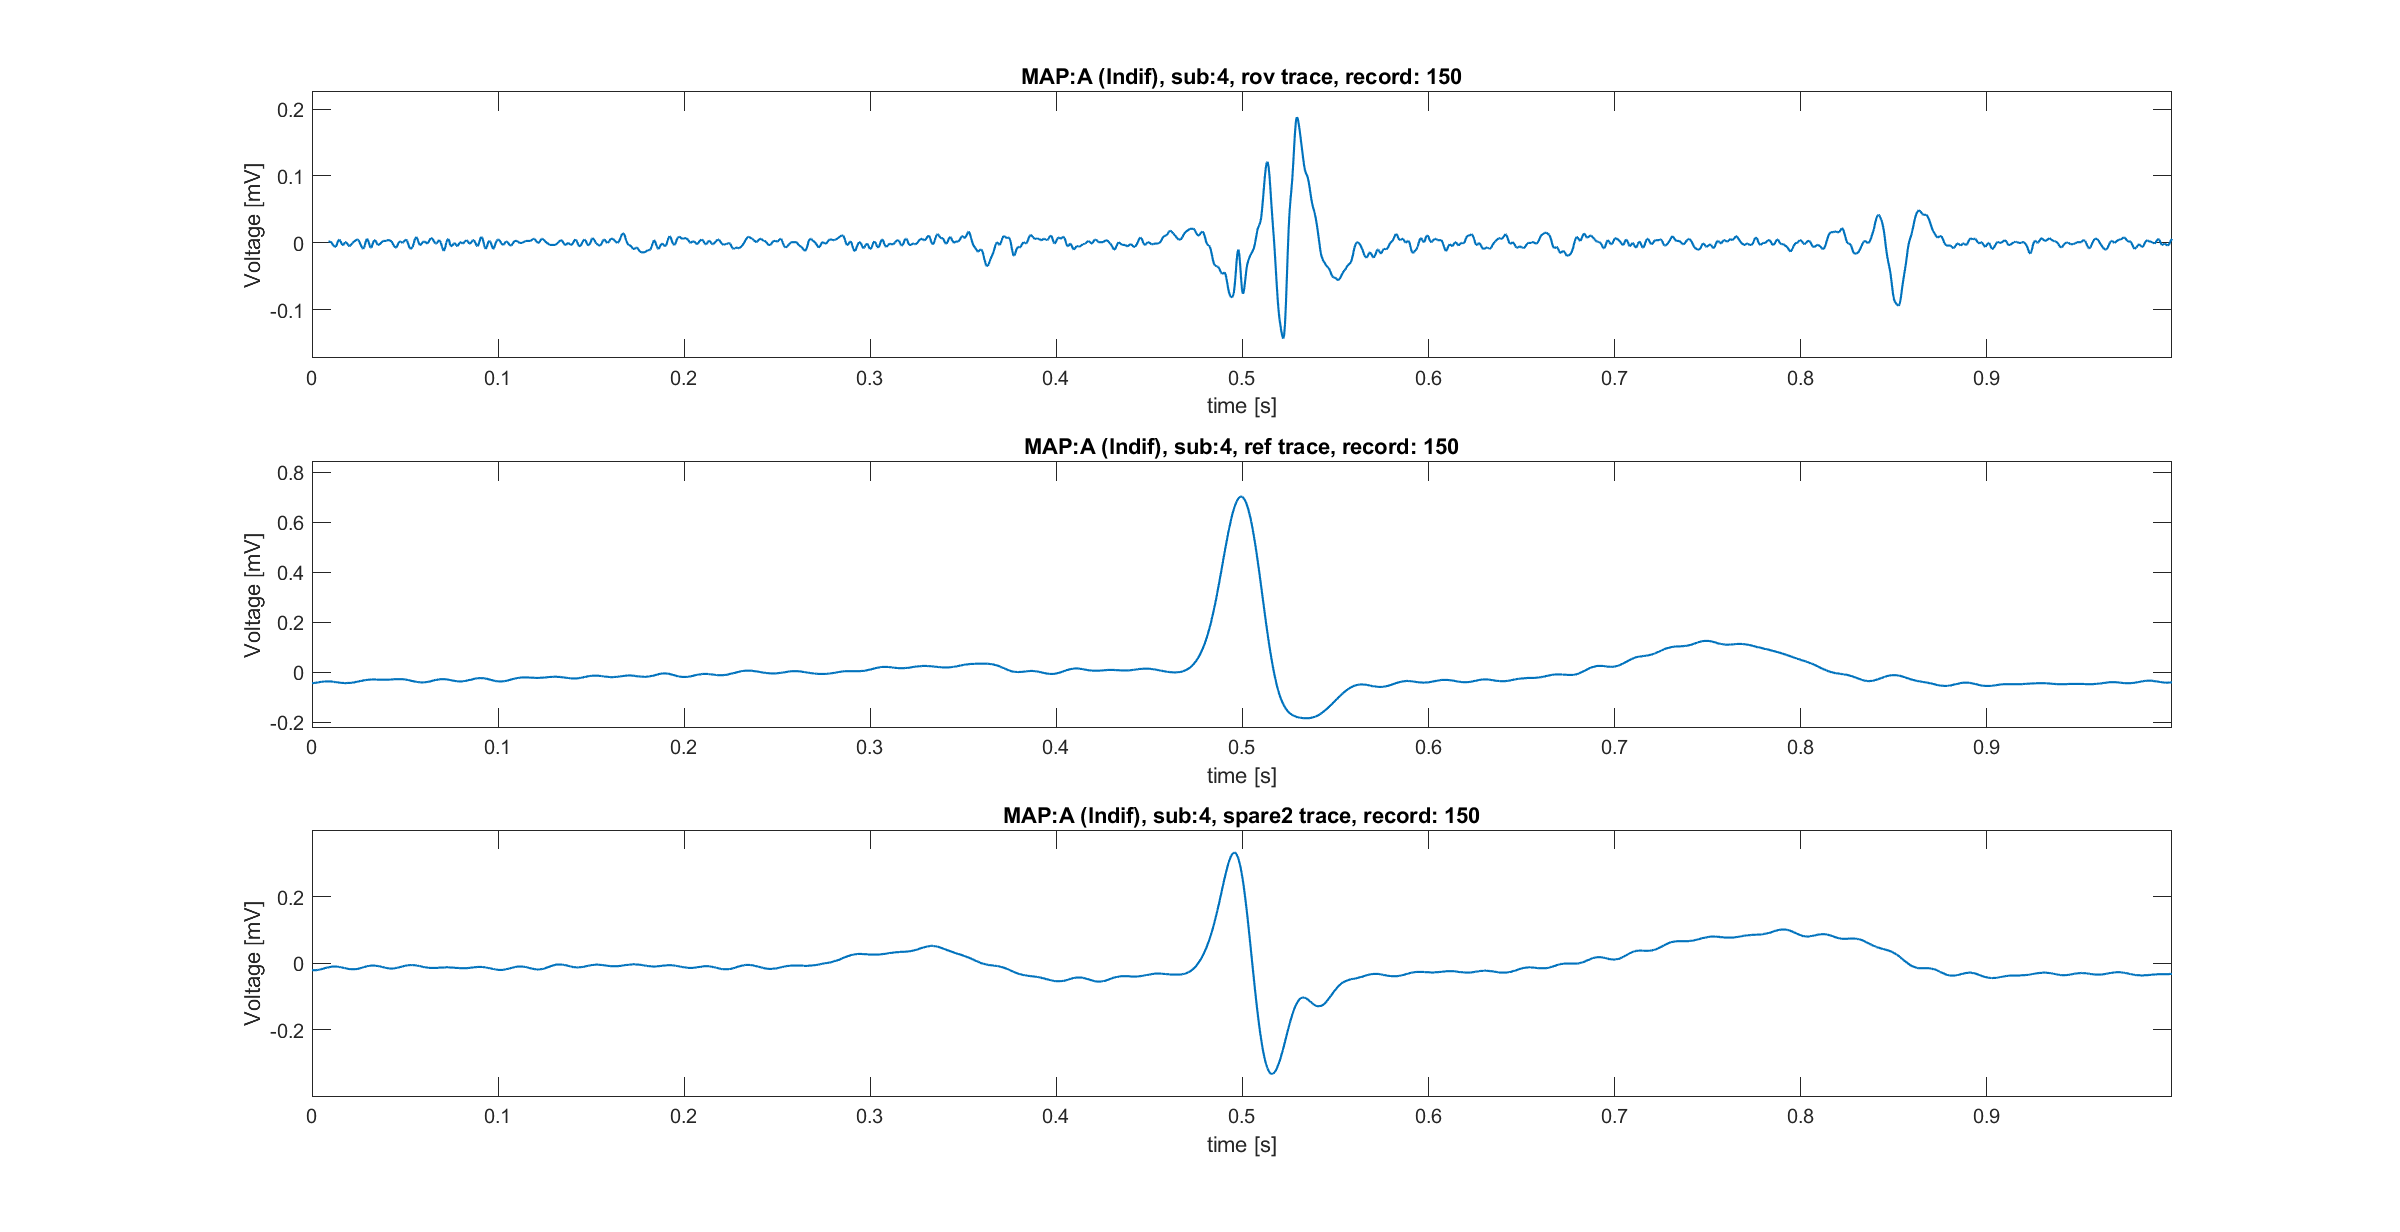 MAP:A (Indif), sub:4, rov trace, record: 150
Voltage [mV]
0.2
0.1
0
-0.1
0 0.1 0.2 0.3 0.4 0.5 0.6 0.7 0.8 0.9
time [s]
MAP:A (Indif), sub:4, ref trace, record: 150
Voltage [mV]
0.8
0.6
0.4
0.2
0
-0.2
0 0.1 0.2 0.3 0.4 0.5 0.6 0.7 0.8 0.9
time [s]
MAP:A (Indif), sub:4, spare2 trace, record: 150
Voltage [mV]
0.2
0
-0.2
0 0.1 0.2 0.3 0.4 0.5 0.6 0.7 0.8 0.9
time [s]